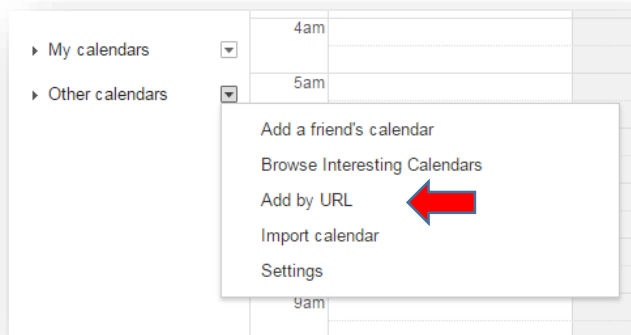 4am
My calendars
Other calendars
5am
Add a friend's calendar
Browse Interesting Calendars
Add by URL
Import calendar
Settings
9am